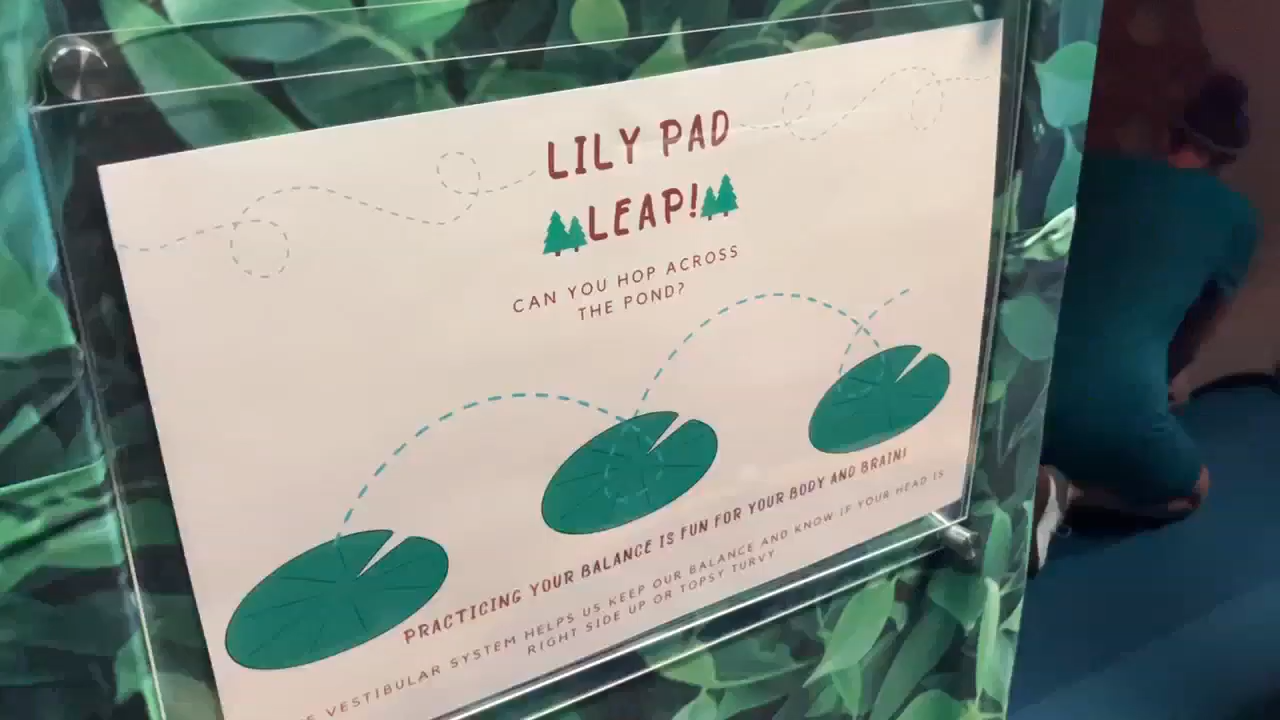 LILY PAD
LEAP!
CAN YOU HOP ACROSS
THE POND?
PRACTICING YOUR BALANCE IS FUN FOR YOUR BODY AND BRAIN!
VESTIBULAR SYSTEM HELPS US KEEP OUR BALANCE AND KNOW IF YOUR HEAD IS
RIGHT SIDE UP OR TOPSY TURVY